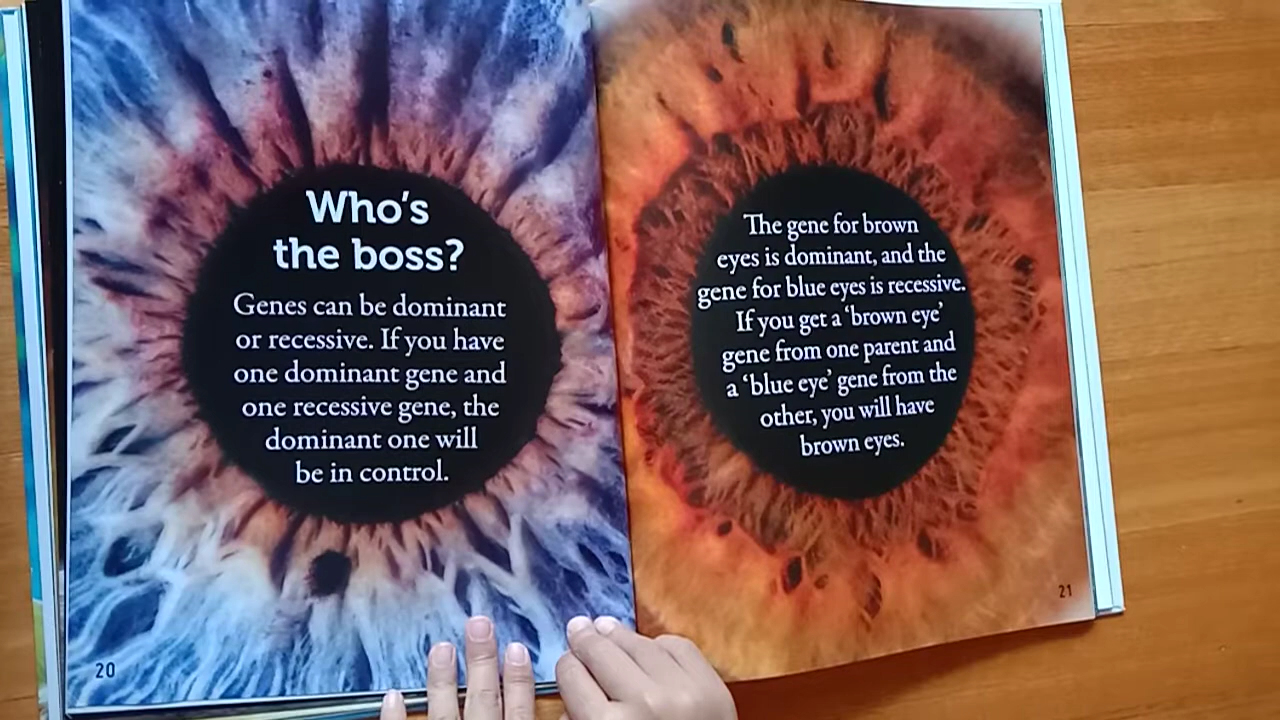 Who's
the boss?
Genes can be dominant
or recessive. If you have
one dominant gene and
one recessive gene, the
dominant one will
be in control.
20
The gene for brown
eyes is dominant, and the
gene for blue eyes is recessive.
If you get a ‘brown eye’
gene from one parent and
a ‘blue eye’ gene from the
other, you will have
brown eyes.
21